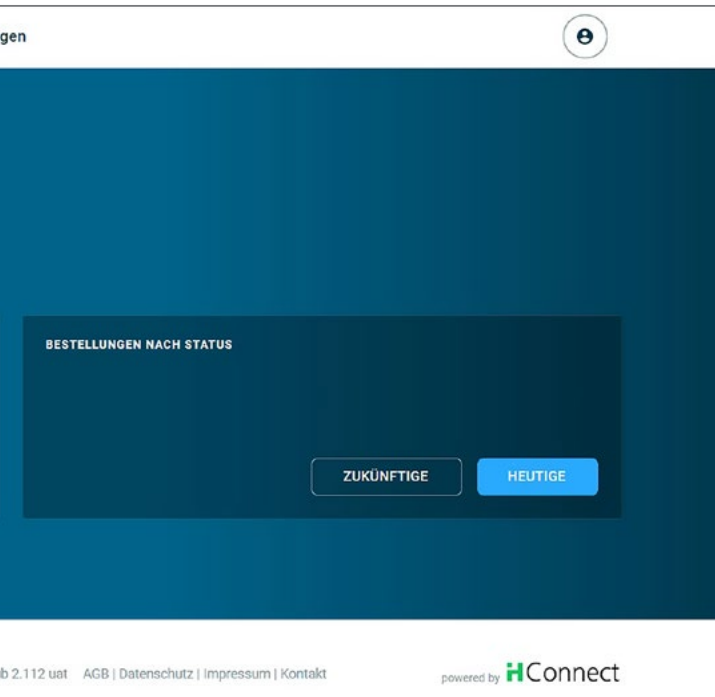 gen
BESTELLUNGEN NACH STATUS
ZUKÜNFTIGE HEUTIGE
b 2.112 uat AGB | Datenschutz | Impressum | Kontakt powered by HConnect